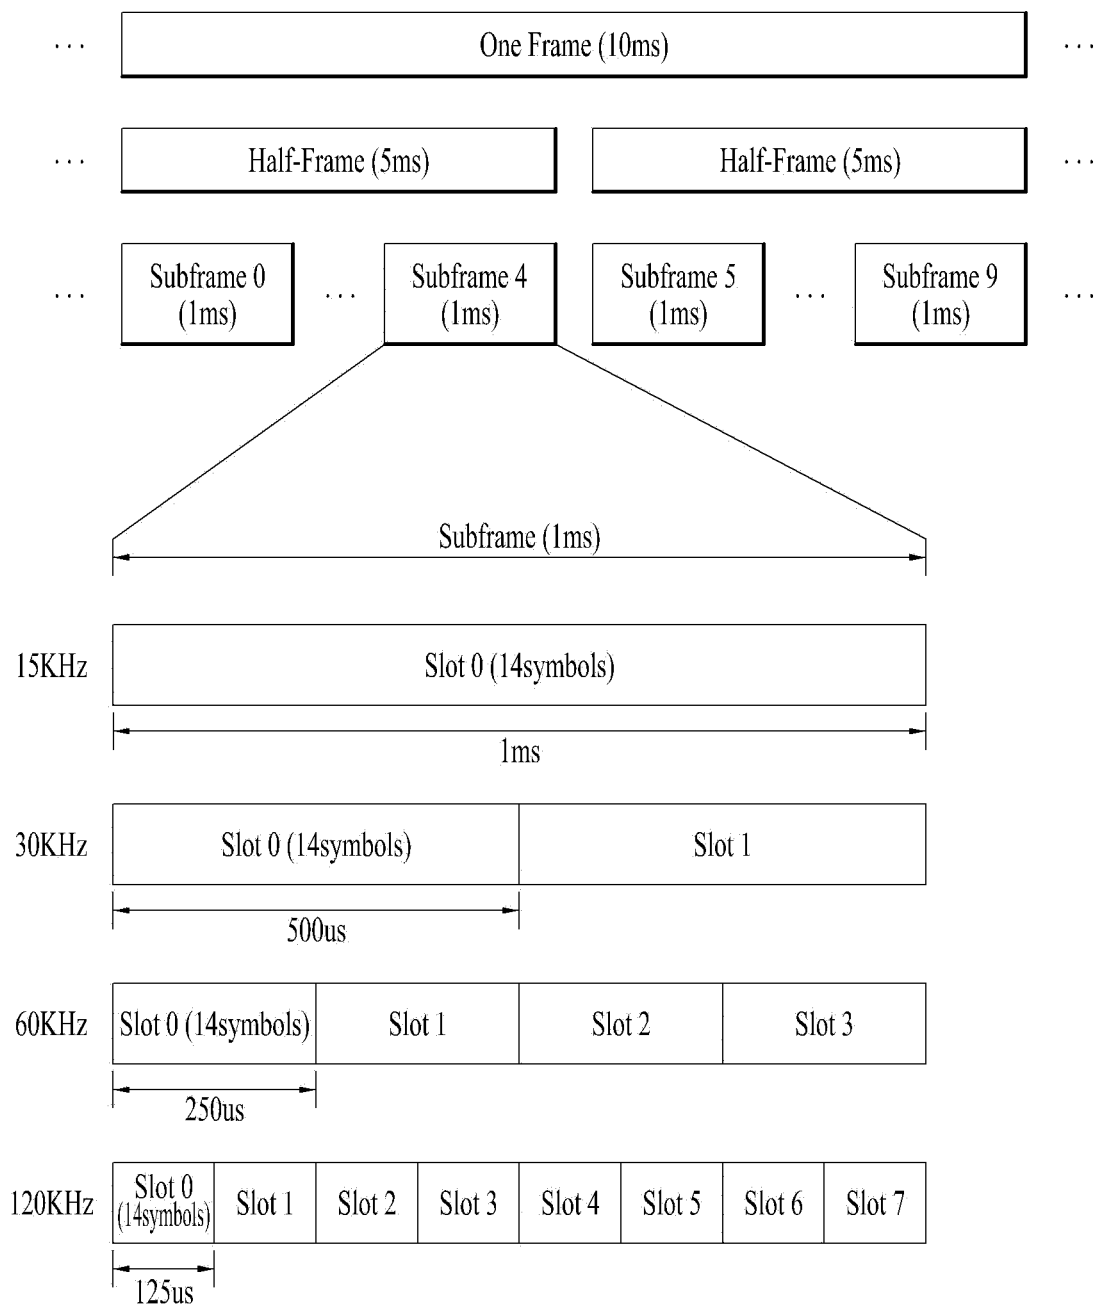 ... One Frame (10ms) ...
... Half-Frame (5ms) Half-Frame (5ms) ...
... Subframe 0 ... Subframe 4 Subframe 5 ... Subframe 9 ...
(1ms) (1ms) (1ms) (1ms)
Subframe (1ms)
15KHz Slot 0 (14symbols)
1ms
30KHz Slot 0 (14symbols) Slot 1
500us
60KHz Slot 0 (14symbols) Slot 1 Slot 2 Slot 3
250us
120KHz Slot 0 Slot 1 Slot 2 Slot 3 Slot 4 Slot 5 Slot 6 Slot 7
(14symbols)
125us